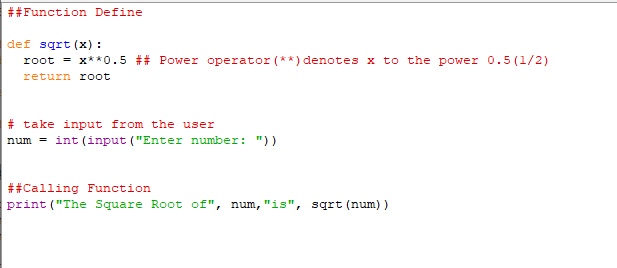 ##Function Define
def sqrt(x):
root = x**0.5 ## Power operator(**)denotes x to the power 0.5(1/2)
return root
# take input from the user
num = int(input("Enter number: "))
##Calling Function
print("The Square Root of", num,"is", sqrt(num))